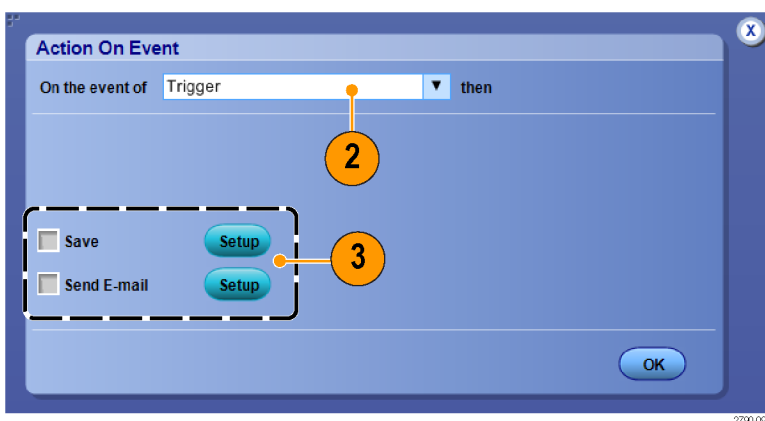 X
Action On Event
On the event of Trigger ▼ then
2
Save Setup
3
Send E-mail Setup
OK